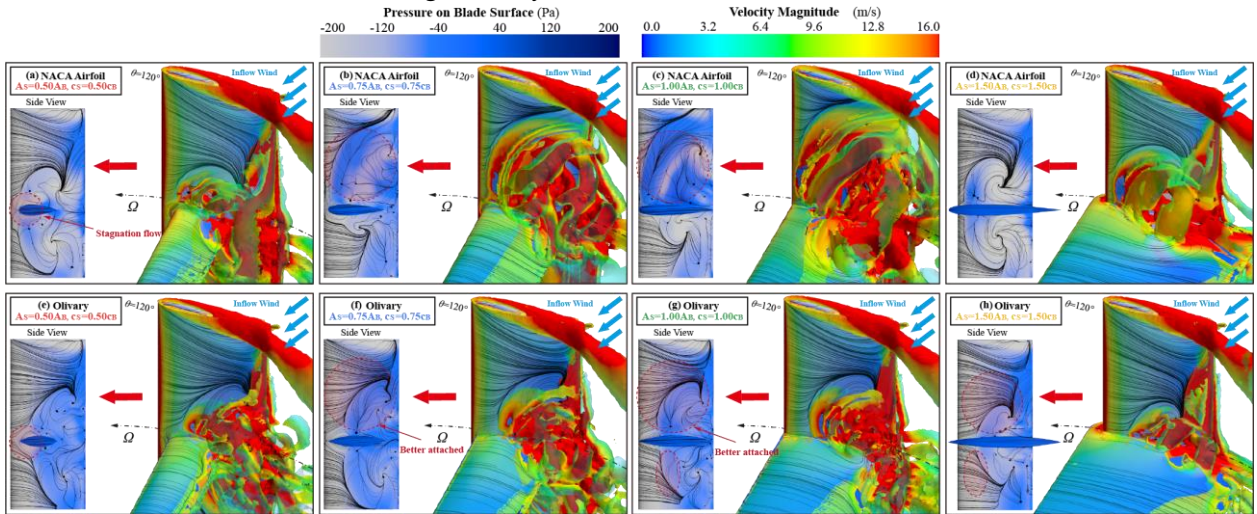 Pressure on Blade Surface (Pa)
-200 -120 -40 40 120 200
Velocity Magnitude (m/s)
0.0 3.2 6.4 9.6 12.8 16.0
(a) NACA Airfoil
As=0.50AB, cs=0.50cB
Side View
θ=120°
Inflow Wind
Ω
Stagnation flow
(b) NACA Airfoil
As=0.75AB, cs=0.75cB
Side View
θ=120°
Inflow Wind
Ω
(c) NACA Airfoil
As=1.00AB, cs=1.00cB
Side View
θ=120°
Inflow Wind
Ω
(d) NACA Airfoil
As=1.50AB, cs=1.50cB
Side View
θ=120°
Inflow Wind
Ω
(e) Olivary
As=0.50AB, cs=0.50cB
Side View
θ=120°
Inflow Wind
Ω
(f) Olivary
As=0.75AB, cs=0.75cB
Side View
θ=120°
Inflow Wind
Ω
Better attached
(g) Olivary
As=1.00AB, cs=1.00cB
Side View
θ=120°
Inflow Wind
Ω
Better attached
(h) Olivary
As=1.50AB, cs=1.50cB
Side View
θ=120°
Inflow Wind
Ω